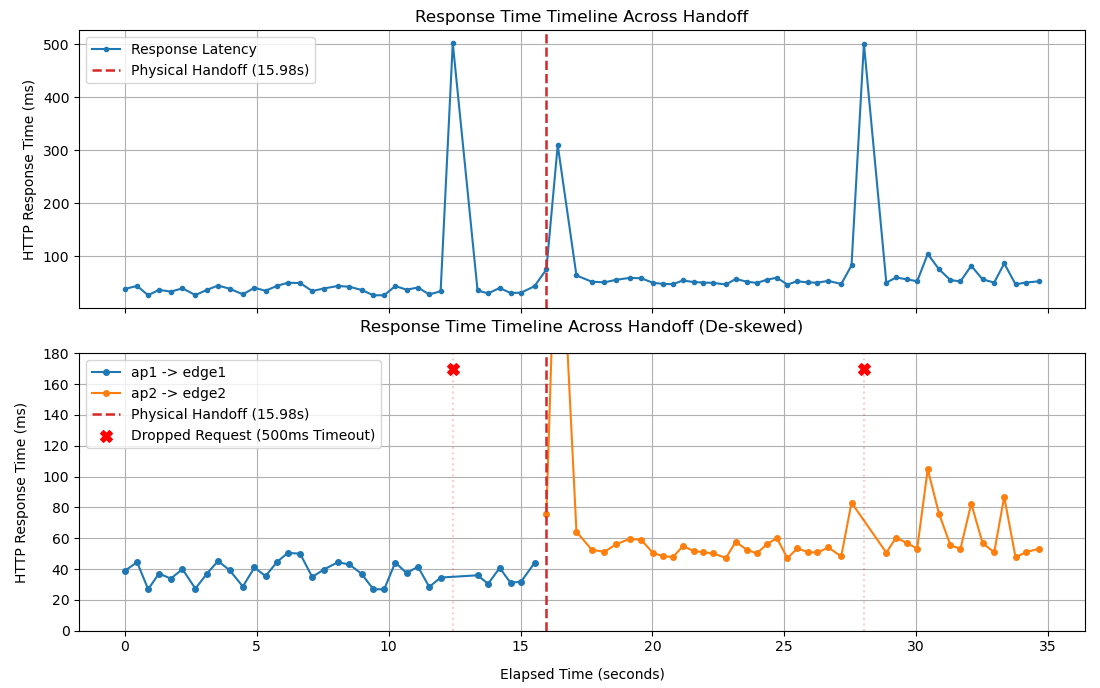 Response Time Timeline Across Handoff
500
400
300
200
100
HTTP Response Time (ms)
Response Latency
Physical Handoff (15.98s)
Response Time Timeline Across Handoff (De-skewed)
180
160
140
120
100
80
60
40
20
0
HTTP Response Time (ms)
ap1 -> edge1
ap2 -> edge2
Physical Handoff (15.98s)
Dropped Request (500ms Timeout)
0 5 10 15 20 25 30 35
Elapsed Time (seconds)